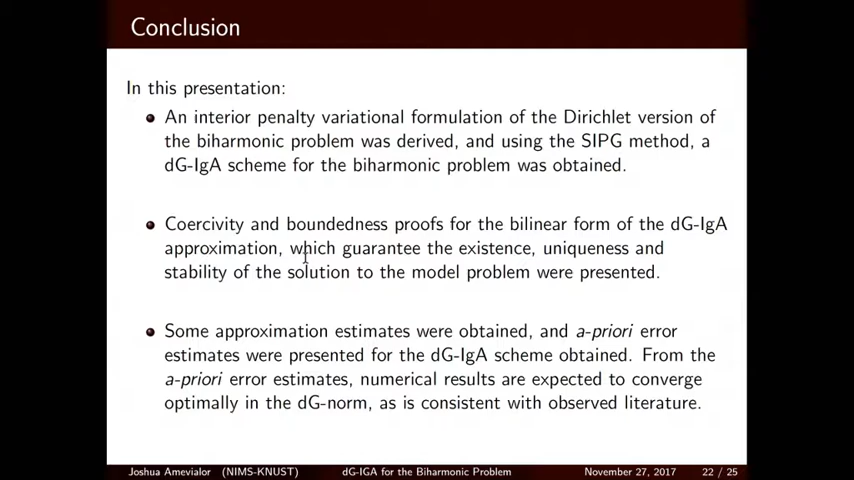 Conclusion
In this presentation:
An interior penalty variational formulation of the Dirichlet version of
the biharmonic problem was derived, and using the SIPG method, a
dG-IgA scheme for the biharmonic problem was obtained.
Coercivity and boundedness proofs for the bilinear form of the dG-IgA
approximation, which guarantee the existence, uniqueness and
stability of the solution to the model problem were presented.
Some approximation estimates were obtained, and a-priori error
estimates were presented for the dG-IgA scheme obtained. From the
a-priori error estimates, numerical results are expected to converge
optimally in the dG-norm, as is consistent with observed literature.
Joshua Amevialor (NIMS-KNUST) dG-IGA for the Biharmonic Problem November 27, 2017 22 / 25